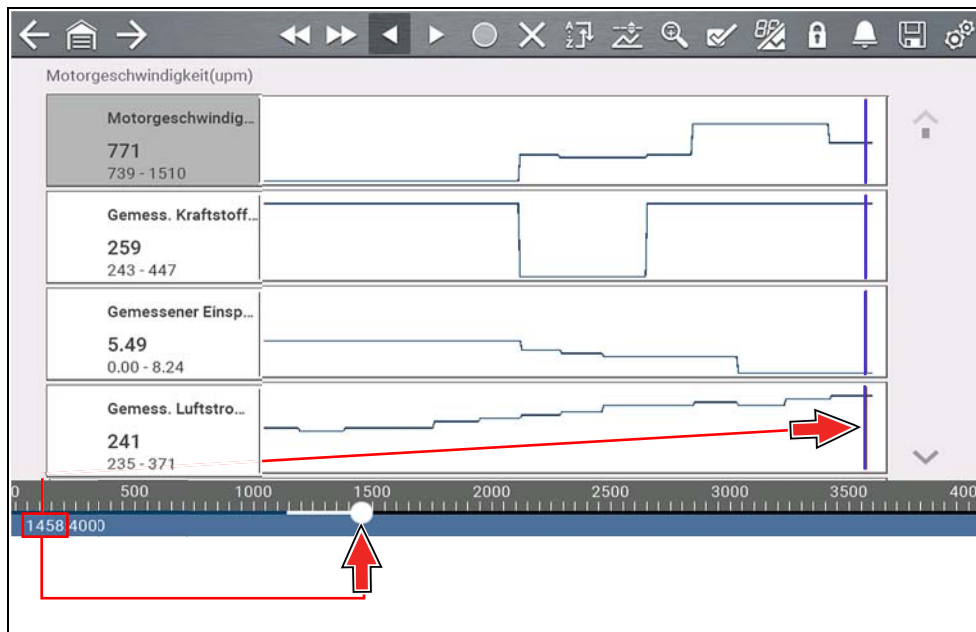 Motorgeschwindigkeit(upm)
Motorgeschwindig...
771
739 - 1510
Gemess. Kraftstoff...
259
243 - 447
Gemessener Einsp...
5.49
0.00 - 8.24
Gemess. Luftstro...
241
235 - 371
0 500 1000 1500 2000 2500 3000 3500 400
1458/4000